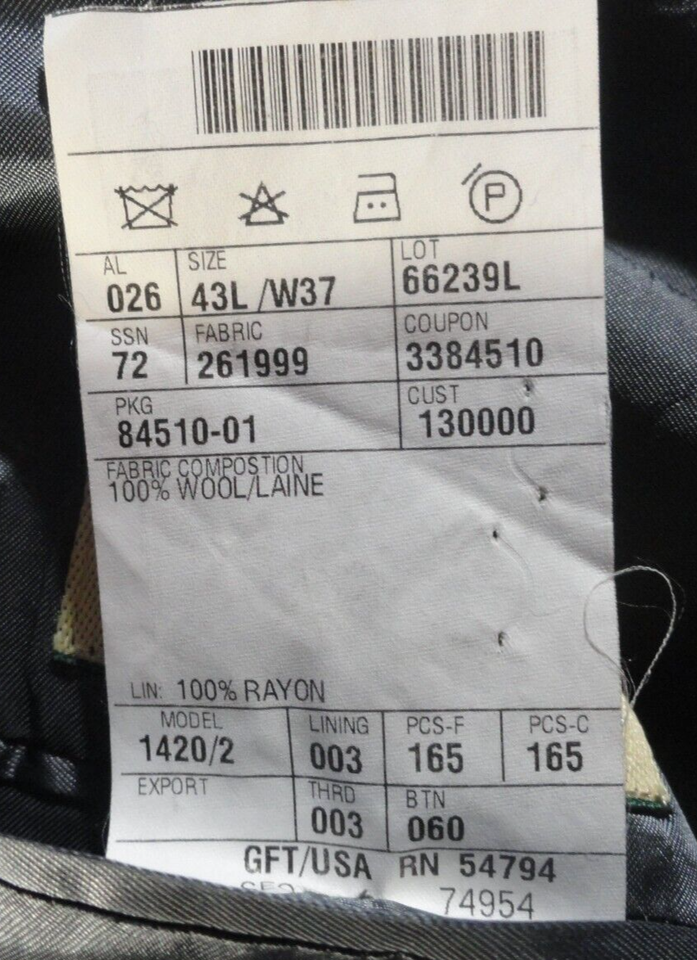 P
AL SIZE LOT
026 43L /W37 66239L
SSN FABRIC COUPON
72 261999 3384510
PKG CUST
84510-01 130000
FABRIC COMPOSTION
100% WOOL/LAINE
LIN: 100% RAYON
MODEL LINING PCS-F PCS-C
1420/2 003 165 165
EXPORT THRD BTN
003 060
GFT/USA RN 54794
74954